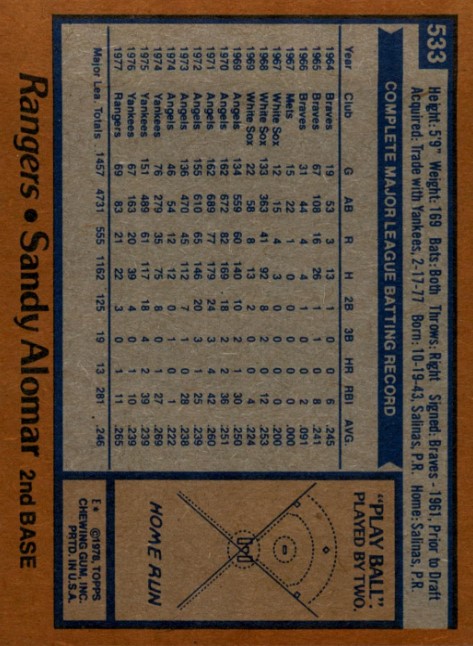 533
Height: 5'9" Weight: 169 Bats: Both Throws: Right Signed: Braves - 1961, Prior to Draft
Acquired: Trade with Yankees, 2-17-77 Born: 10-19-43, Salinas, P.R. Home: Salinas, P.R.
COMPLETE MAJOR LEAGUE BATTING RECORD
Year Club G AB R H 2B 3B HR RBI AVG.
1964 Braves 19 53 3 13 1 0 0 6 .245
1965 Braves 67 108 16 26 1 1 0 8 .241
1966 Braves 31 44 4 4 1 0 0 2 .091
1967 Mets 15 22 1 0 0 0 0 0 .000
1967 White Sox 12 15 4 3 0 0 0 0 .200
1968 White Sox 133 363 41 92 8 2 0 12 .253
1969 White Sox 22 58 8 13 2 0 0 4 .224
1969 Angels 134 559 60 140 10 2 1 30 .250
1970 Angels 162 672 82 169 18 2 2 36 .251
1971 Angels 162 689 77 179 24 3 4 42 .260
1972 Angels 155 610 65 146 20 3 1 25 .239
1973 Angels 136 470 45 112 7 1 0 28 .238
1974 Angels 46 54 12 12 0 1 0 1 .222
1974 Yankees 76 279 35 75 8 0 1 27 .269
1975 Yankees 151 489 61 117 18 4 2 39 .239
1976 Yankees 67 163 20 39 4 0 1 10 .239
1977 Rangers 69 83 21 22 3 0 1 11 .265
Major Lea. Totals 1457 4731 555 1162 125 19 13 281 .246
"PLAY BALL":
PLAYED BY TWO.
HOME RUN
E* ©1978, TOPPS
CHEWING GUM, INC.
PRTD. IN U.S.A.
Rangers • Sandy Alomar 2nd BASE